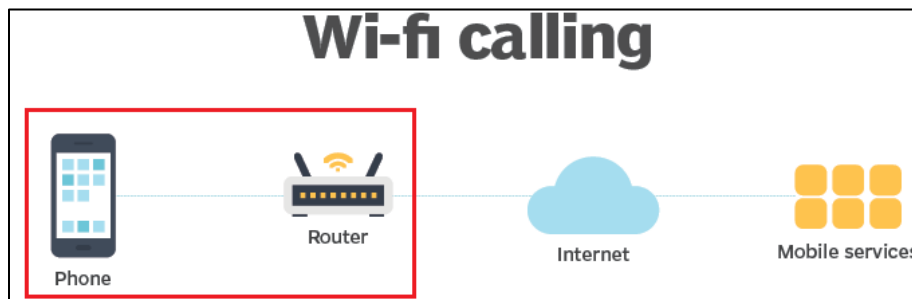 Wi-fi calling
Phone
Router
Internet
Mobile services